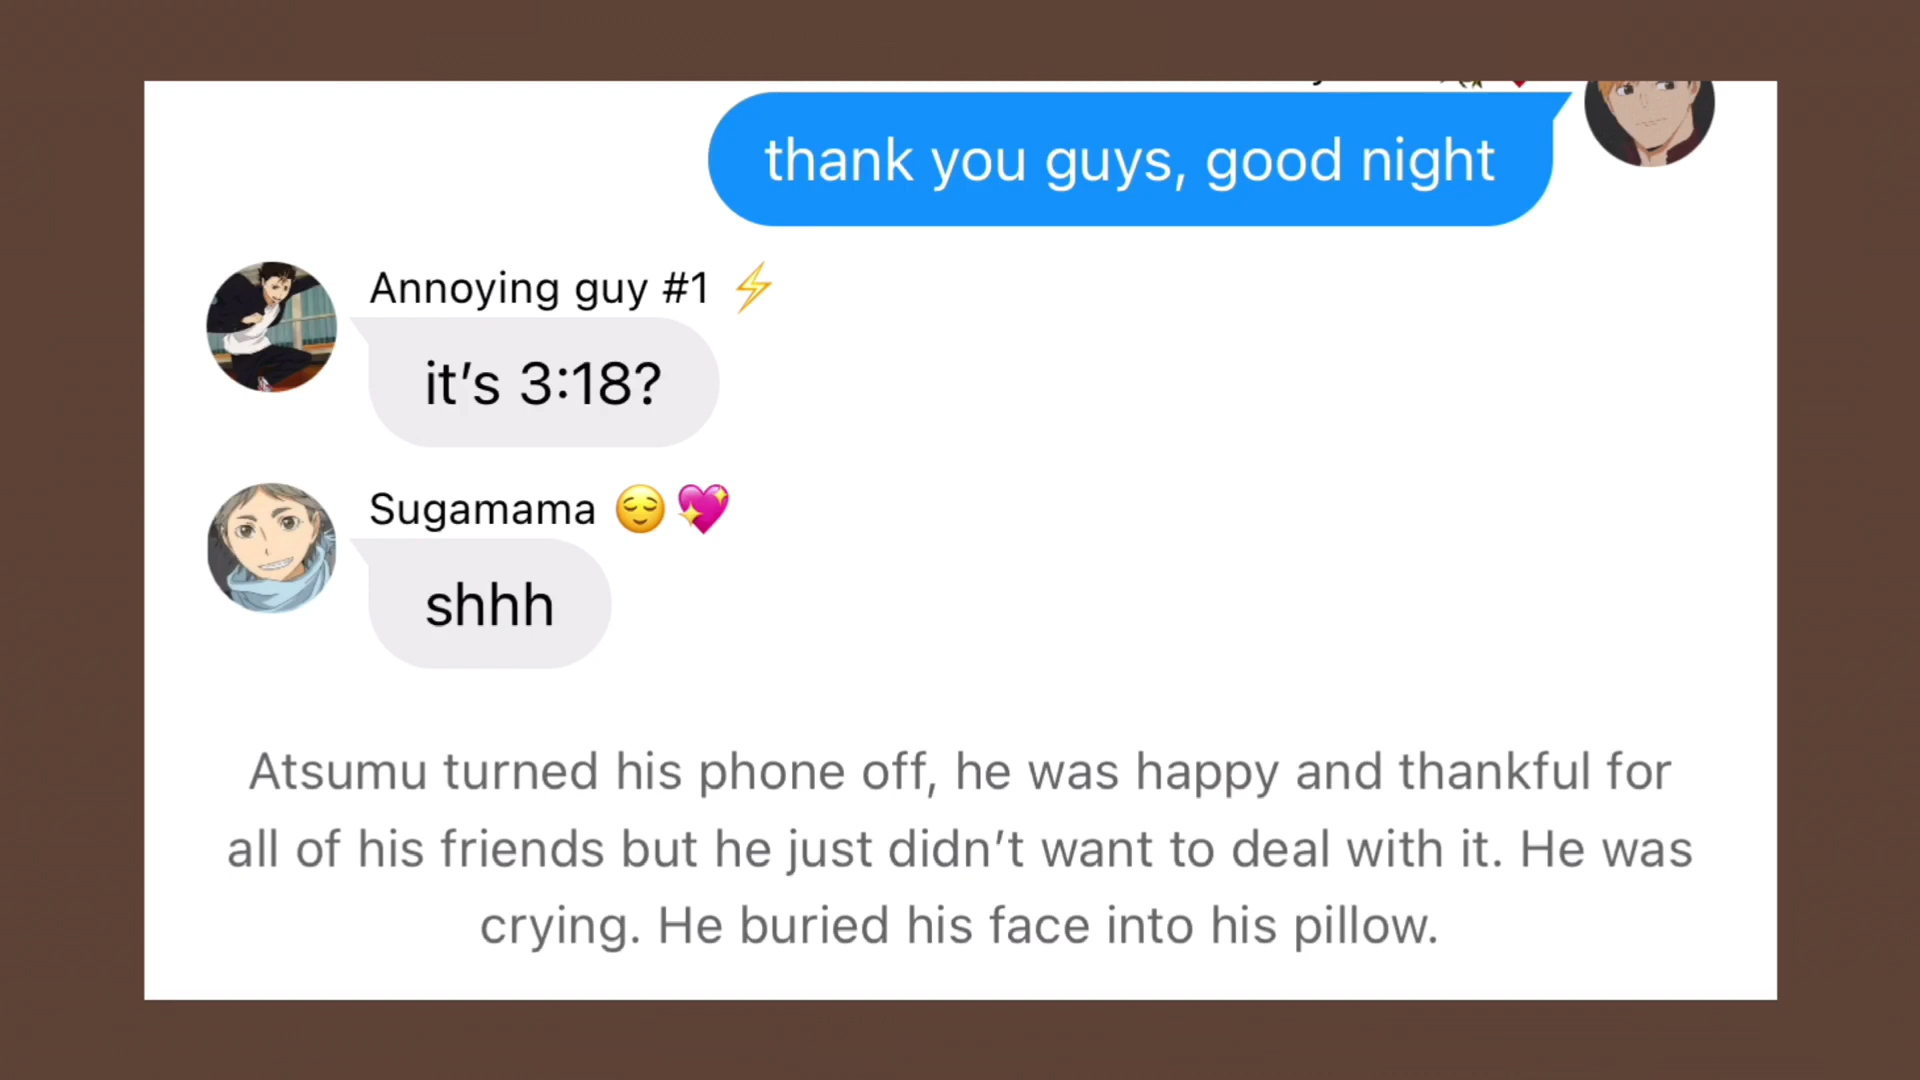 thank you guys, good night
Annoying guy #1 ⚡
it's 3:18?
Sugamama 😌💖
shhh
Atsumu turned his phone off, he was happy and thankful for
all of his friends but he just didn't want to deal with it. He was
crying. He buried his face into his pillow.